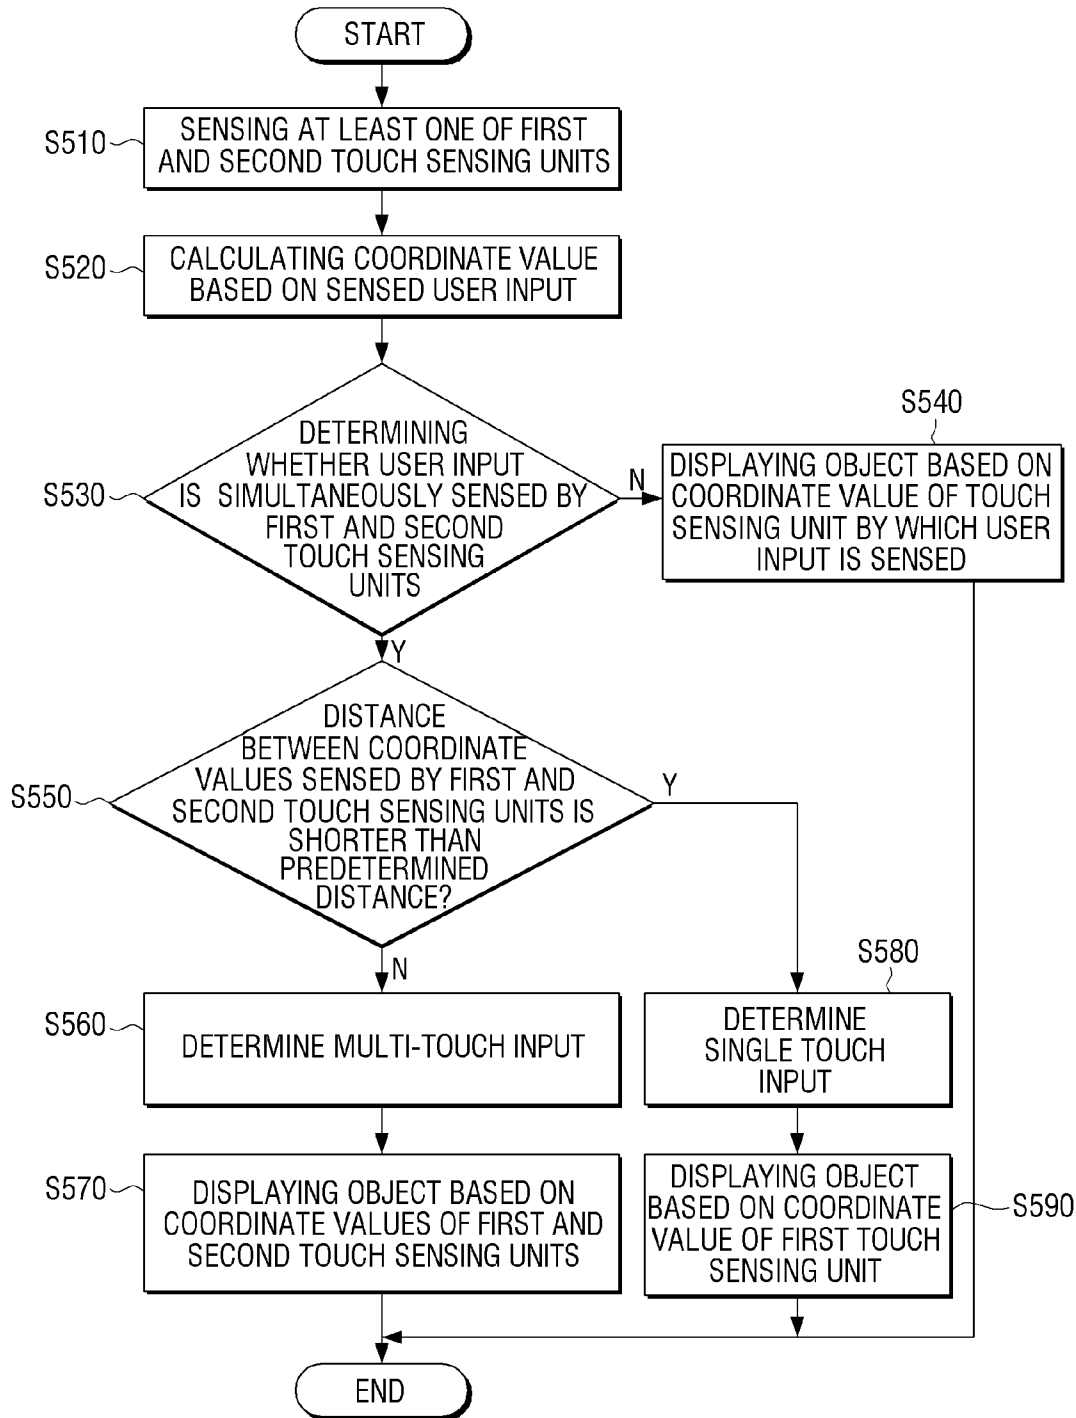 START
S510
SENSING AT LEAST ONE OF FIRST
AND SECOND TOUCH SENSING UNITS
S520
CALCULATING COORDINATE VALUE
BASED ON SENSED USER INPUT
S530
DETERMINING
WHETHER USER INPUT
IS SIMULTANEOUSLY SENSED BY
FIRST AND SECOND
TOUCH SENSING
UNITS
N
S540
DISPLAYING OBJECT BASED ON
COORDINATE VALUE OF TOUCH
SENSING UNIT BY WHICH USER
INPUT IS SENSED
Y
S550
DISTANCE
BETWEEN COORDINATE
VALUES SENSED BY FIRST AND
SECOND TOUCH SENSING UNITS IS
SHORTER THAN
PREDETERMINED
DISTANCE?
Y
N
S560
DETERMINE MULTI-TOUCH INPUT
S580
DETERMINE
SINGLE TOUCH
INPUT
S570
DISPLAYING OBJECT BASED ON
COORDINATE VALUES OF FIRST AND
SECOND TOUCH SENSING UNITS
DISPLAYING OBJECT
BASED ON COORDINATE
VALUE OF FIRST TOUCH
SENSING UNIT
S590
END